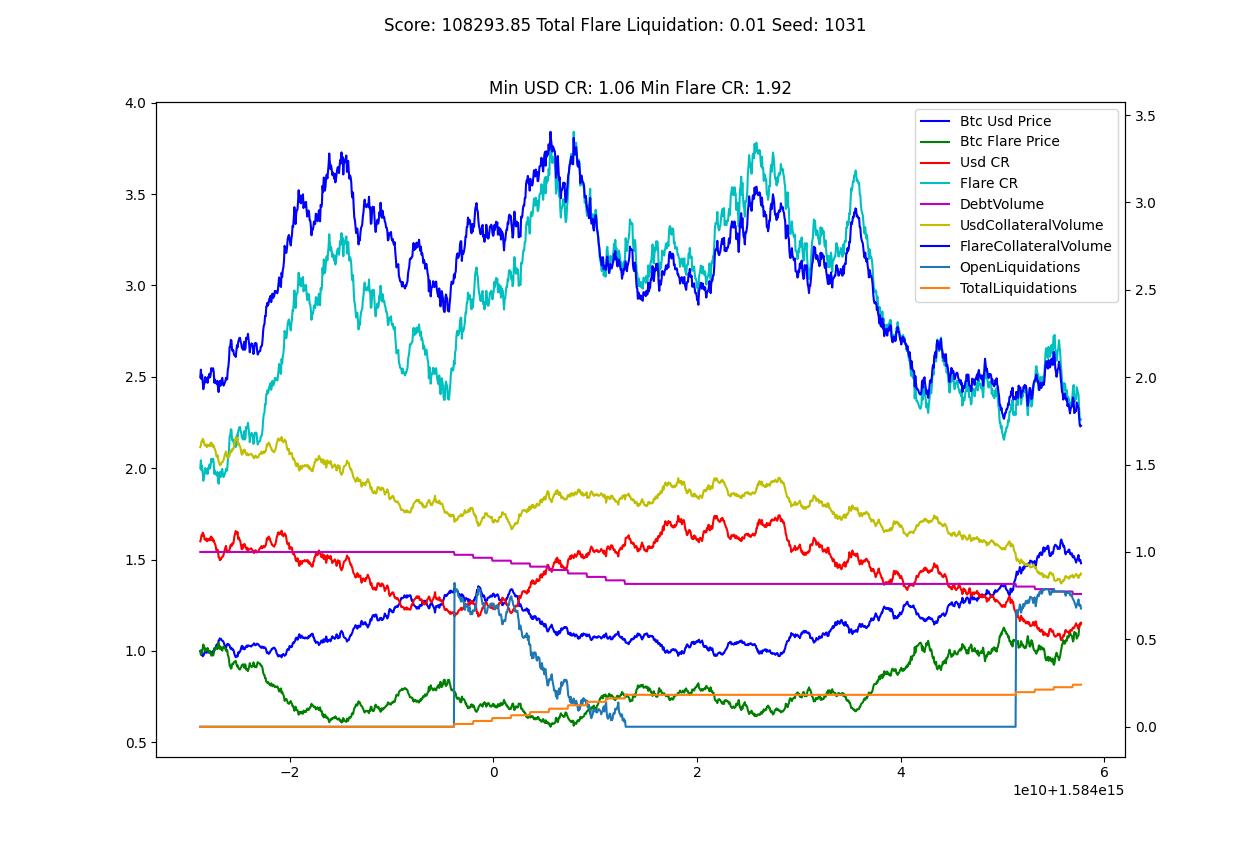 Score: 108293.85 Total Flare Liquidation: 0.01 Seed: 1031
Min USD CR: 1.06 Min Flare CR: 1.92
4.0
3.5
3.0
2.5
2.0
1.5
1.0
0.5
3.5
3.0
2.5
2.0
1.5
1.0
0.5
0.0
Btc Usd Price
Btc Flare Price
Usd CR
Flare CR
DebtVolume
UsdCollateralVolume
FlareCollateralVolume
OpenLiquidations
TotalLiquidations
−2 0 2 4 6
1e10+1.584e15